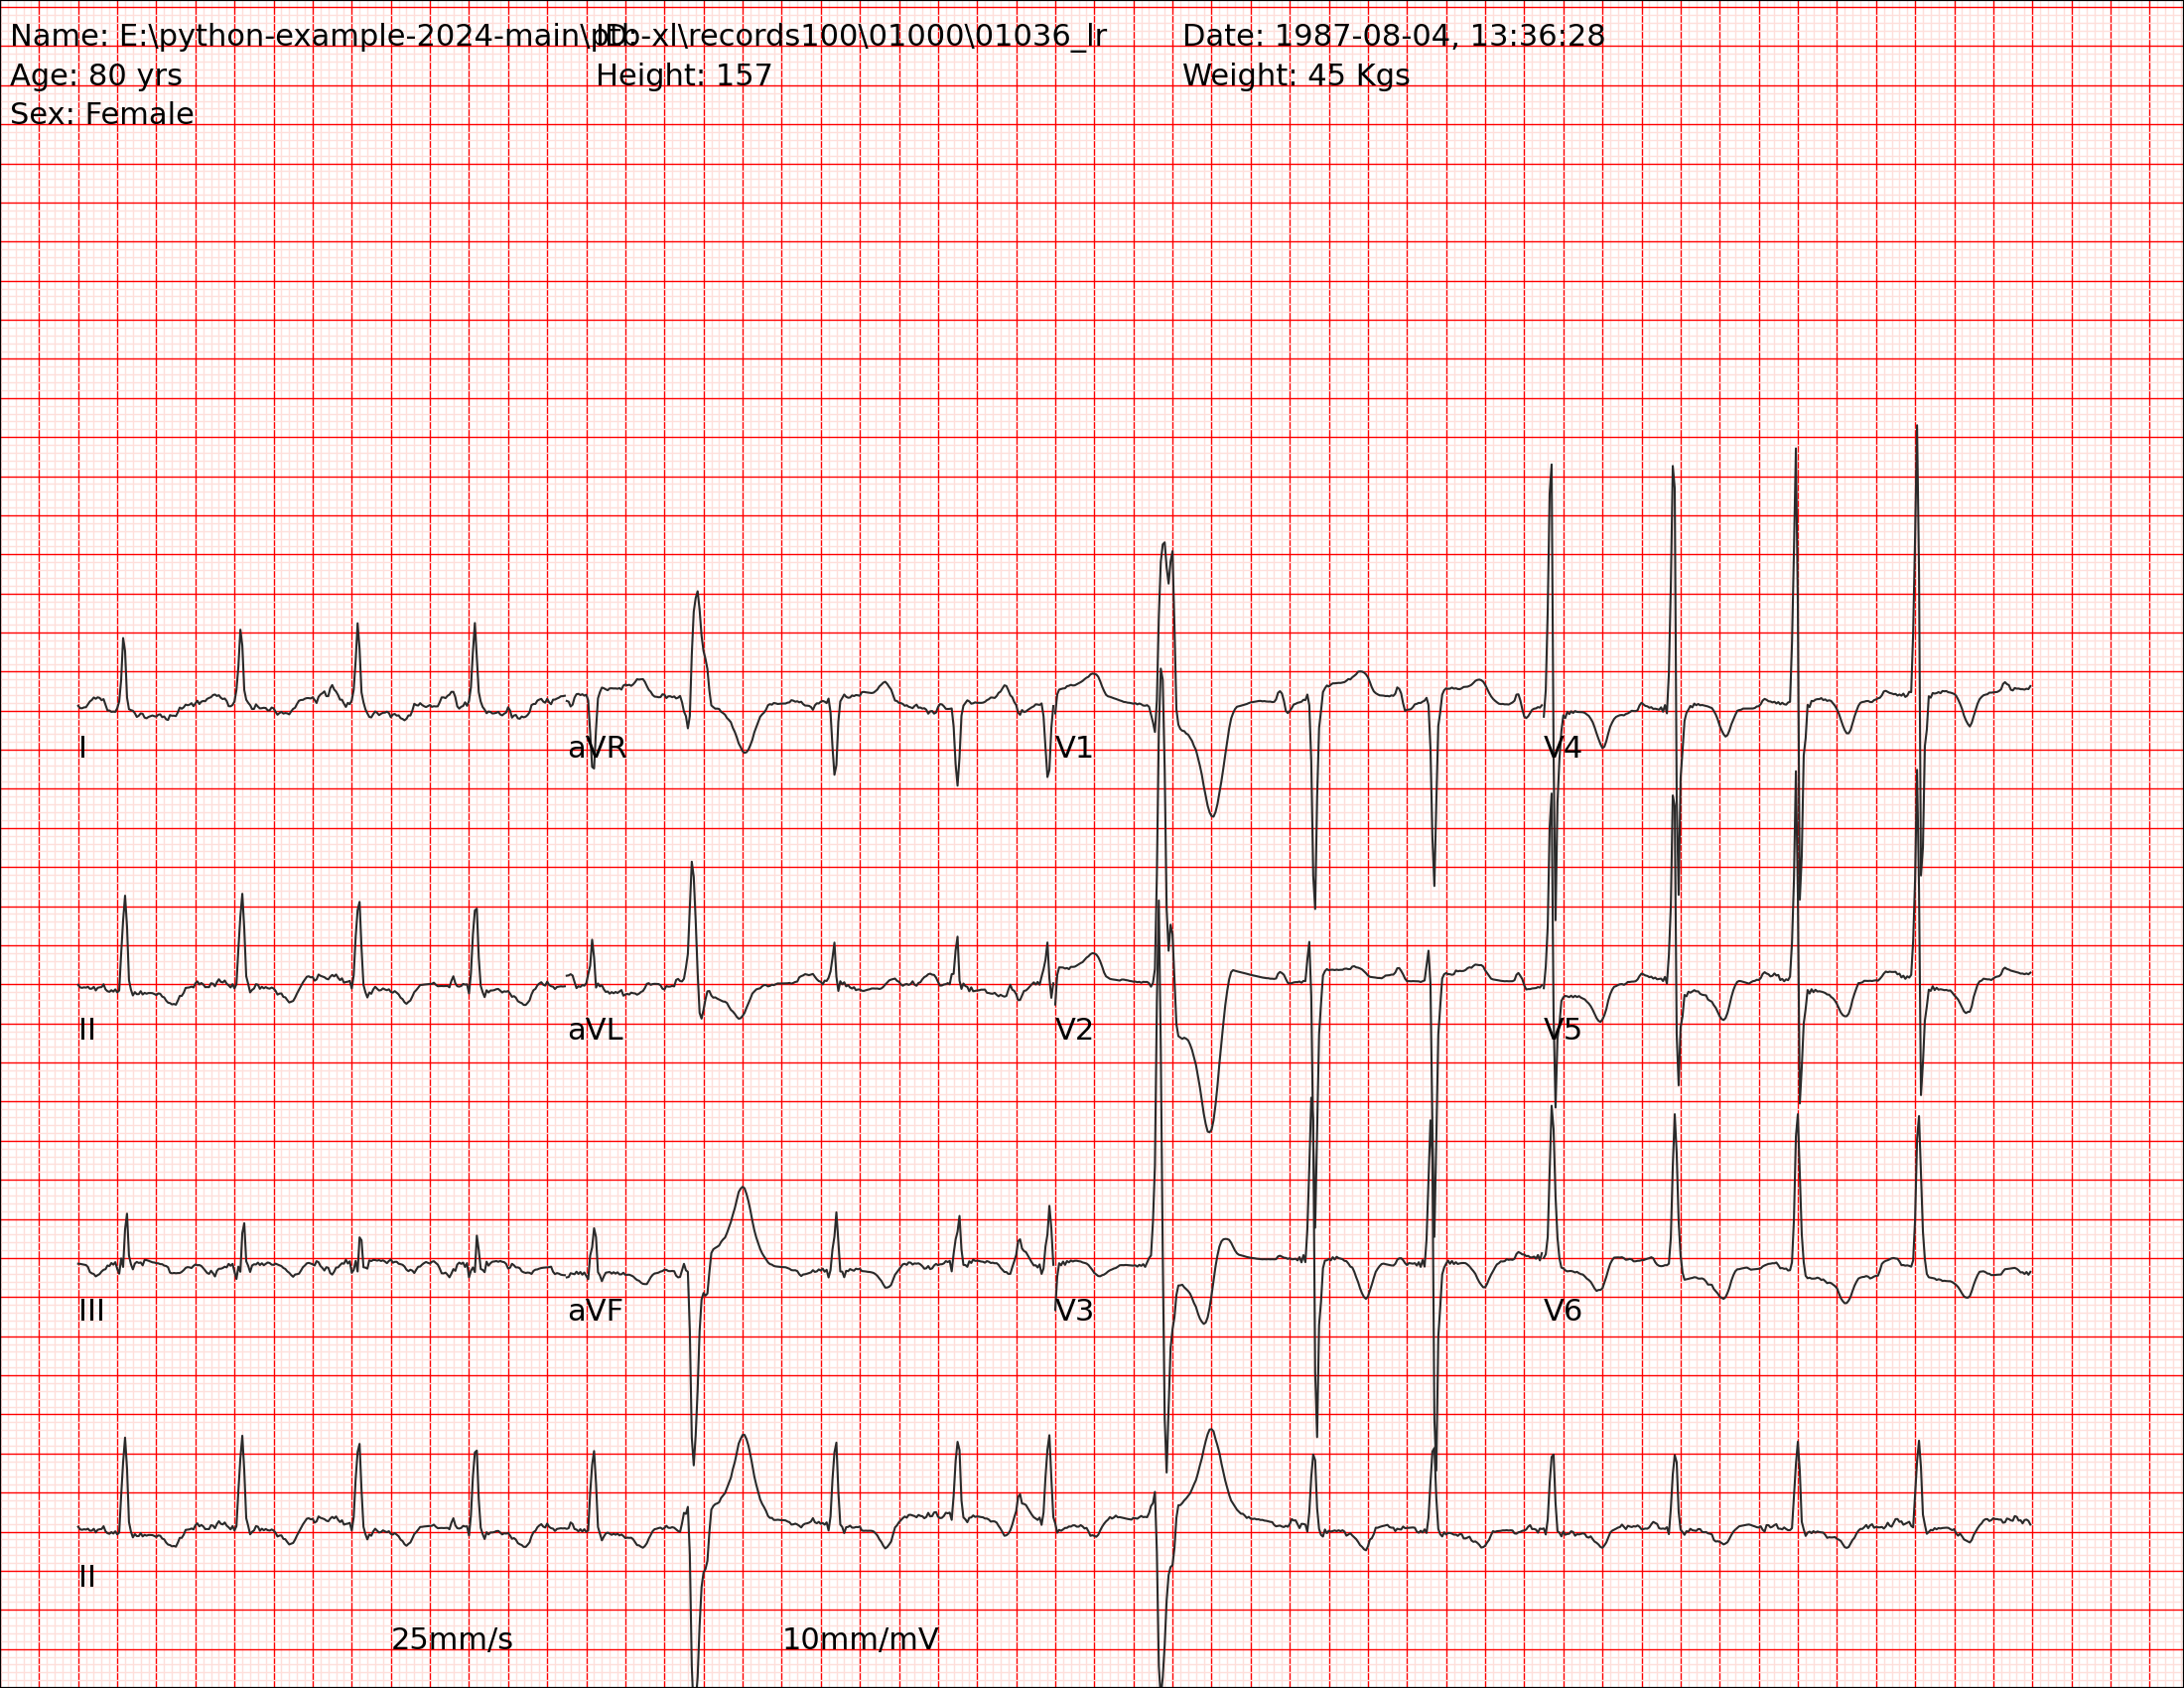 Name: E:\python-example-2024-main\ptb-xl\records100\01000\01036_lr ID: Date: 1987-08-04, 13:36:28
Age: 80 yrs Height: 157 Weight: 45 Kgs
Sex: Female
I aVR V1 V4
II aVL V2 V5
III aVF V3 V6
II
25mm/s 10mm/mV